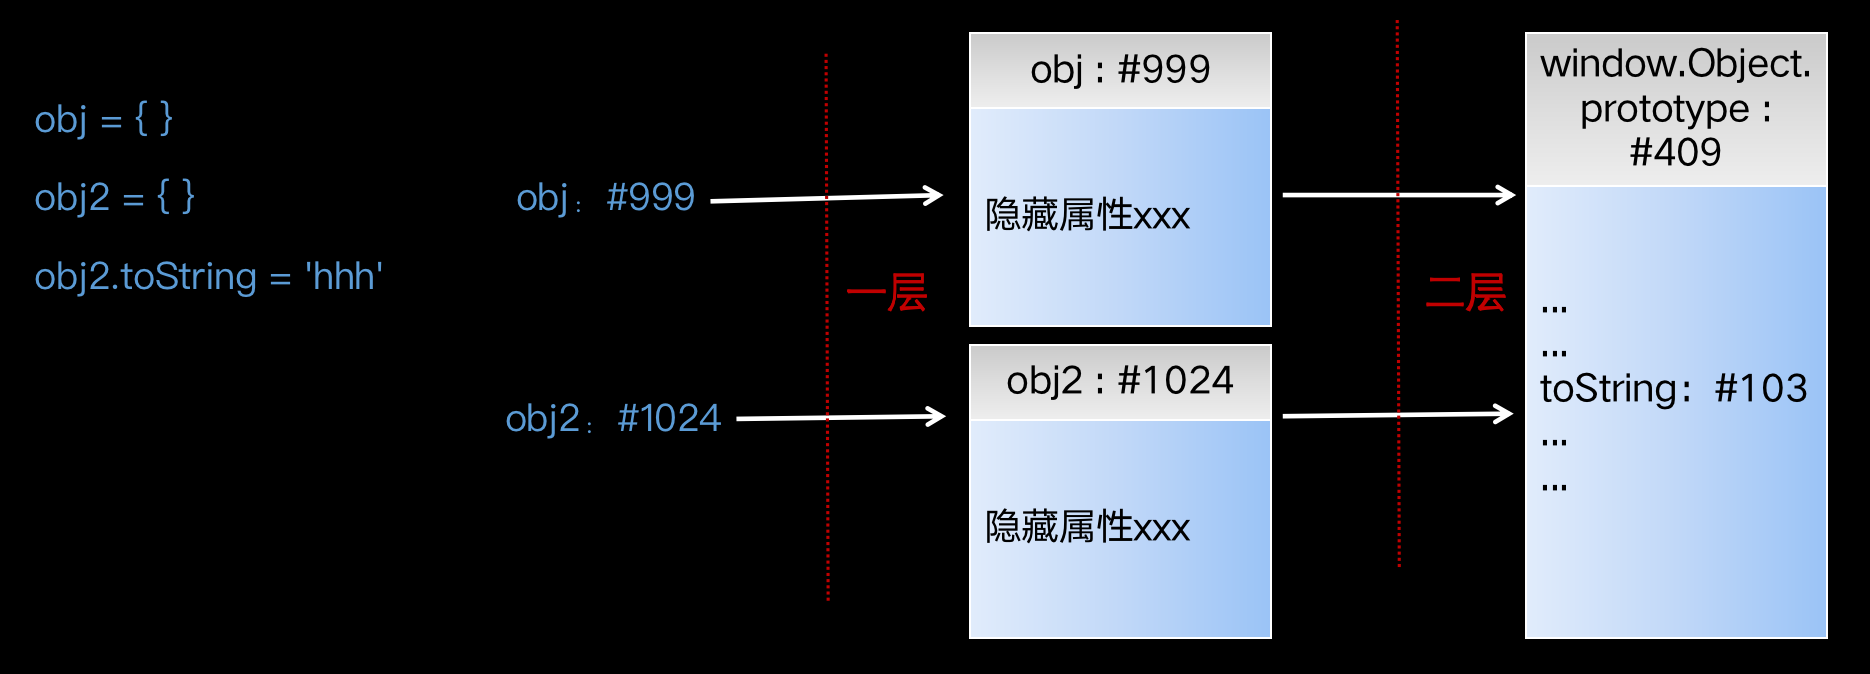 obj = { }
obj2 = { }
obj2.toString = 'hhh'
obj： #999
obj2： #1024
一层
obj：#999
隐藏属性xxx
obj2：#1024
隐藏属性xxx
二层
window.Object.
prototype：
#409
...
...
toString：#103
...
...